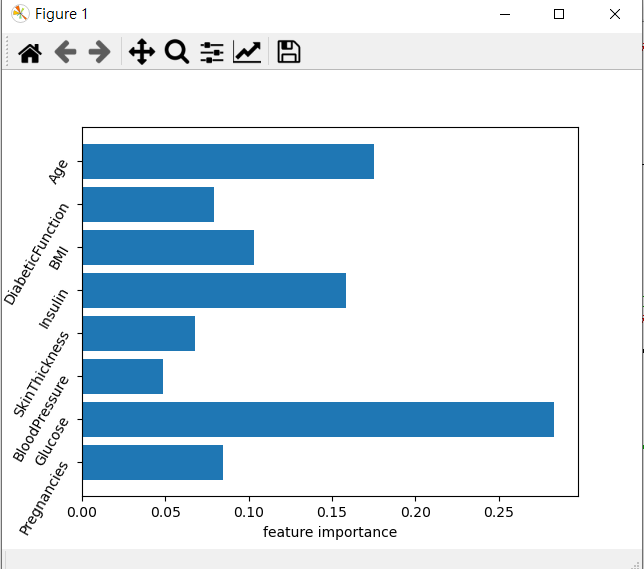 Figure 1
Age
DiabeticFunction
BMI
Insulin
SkinThickness
BloodPressure
Glucose
Pregnancies
0.00 0.05 0.10 0.15 0.20 0.25
feature importance